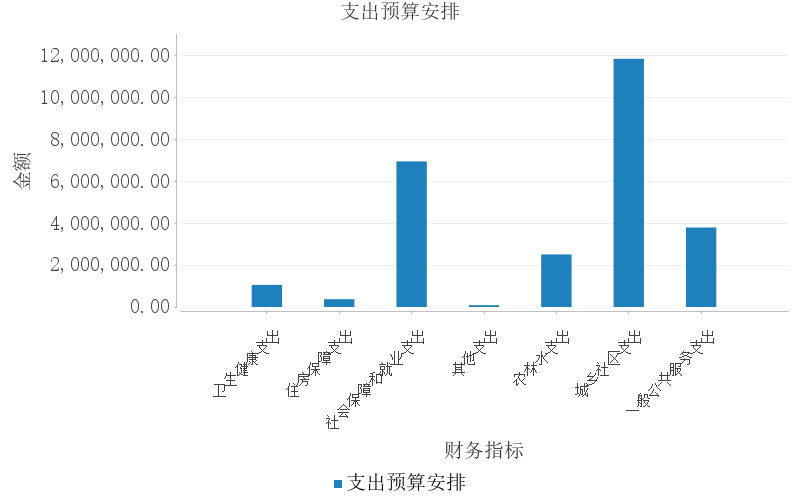 支出预算安排
12,000,000.00
10,000,000.00
8,000,000.00
6,000,000.00
4,000,000.00
2,000,000.00
0.00
金额
卫生健康支出
住房保障支出
社会保障和就业支出
其他支出
农林水支出
城乡社区支出
一般公共服务支出
财务指标
支出预算安排